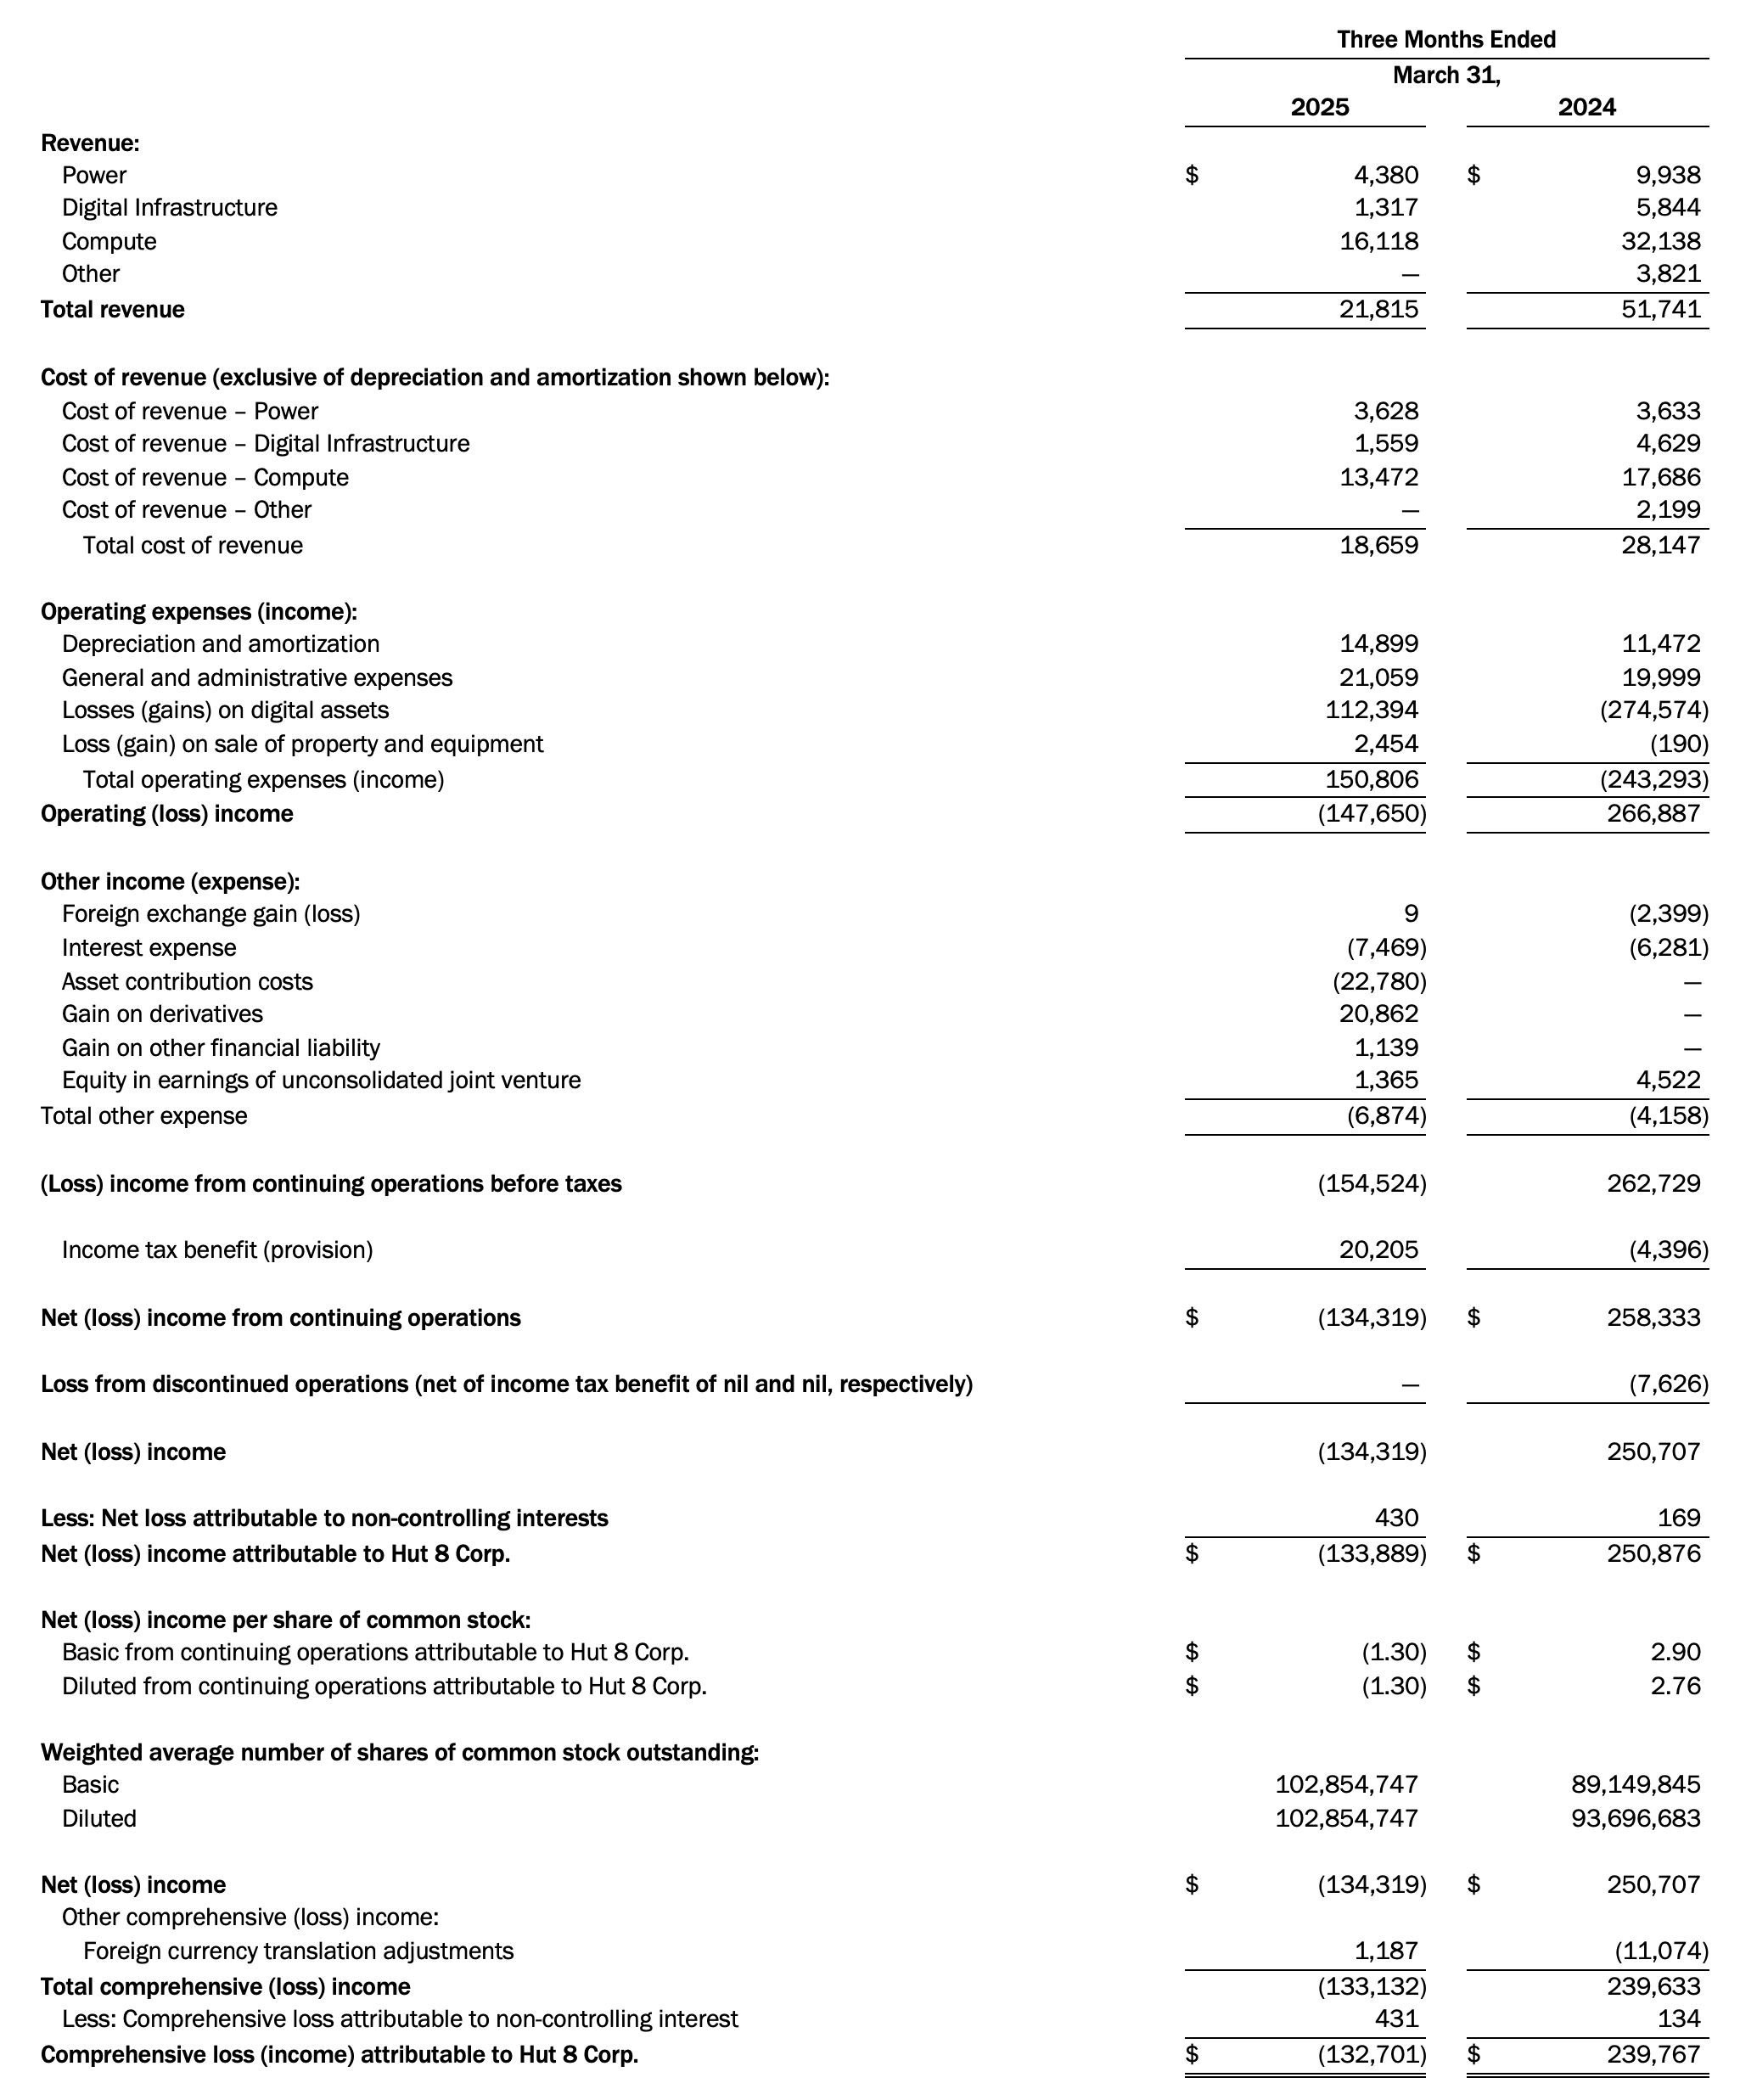 Three Months Ended
March 31,
2025 2024
Revenue:
Power $ 4,380 $ 9,938
Digital Infrastructure 1,317 5,844
Compute 16,118 32,138
Other — 3,821
Total revenue 21,815 51,741
Cost of revenue (exclusive of depreciation and amortization shown below):
Cost of revenue – Power 3,628 3,633
Cost of revenue – Digital Infrastructure 1,559 4,629
Cost of revenue – Compute 13,472 17,686
Cost of revenue – Other — 2,199
Total cost of revenue 18,659 28,147
Operating expenses (income):
Depreciation and amortization 14,899 11,472
General and administrative expenses 21,059 19,999
Losses (gains) on digital assets 112,394 (274,574)
Loss (gain) on sale of property and equipment 2,454 (190)
Total operating expenses (income) 150,806 (243,293)
Operating (loss) income (147,650) 266,887
Other income (expense):
Foreign exchange gain (loss) 9 (2,399)
Interest expense (7,469) (6,281)
Asset contribution costs (22,780) —
Gain on derivatives 20,862 —
Gain on other financial liability 1,139 —
Equity in earnings of unconsolidated joint venture 1,365 4,522
Total other expense (6,874) (4,158)
(Loss) income from continuing operations before taxes (154,524) 262,729
Income tax benefit (provision) 20,205 (4,396)
Net (loss) income from continuing operations $ (134,319) $ 258,333
Loss from discontinued operations (net of income tax benefit of nil and nil, respectively) — (7,626)
Net (loss) income (134,319) 250,707
Less: Net loss attributable to non-controlling interests 430 169
Net (loss) income attributable to Hut 8 Corp. $ (133,889) $ 250,876
Net (loss) income per share of common stock:
Basic from continuing operations attributable to Hut 8 Corp. $ (1.30) $ 2.90
Diluted from continuing operations attributable to Hut 8 Corp. $ (1.30) $ 2.76
Weighted average number of shares of common stock outstanding:
Basic 102,854,747 89,149,845
Diluted 102,854,747 93,696,683
Net (loss) income $ (134,319) $ 250,707
Other comprehensive (loss) income:
Foreign currency translation adjustments 1,187 (11,074)
Total comprehensive (loss) income (133,132) 239,633
Less: Comprehensive loss attributable to non-controlling interest 431 134
Comprehensive loss (income) attributable to Hut 8 Corp. $ (132,701) $ 239,767